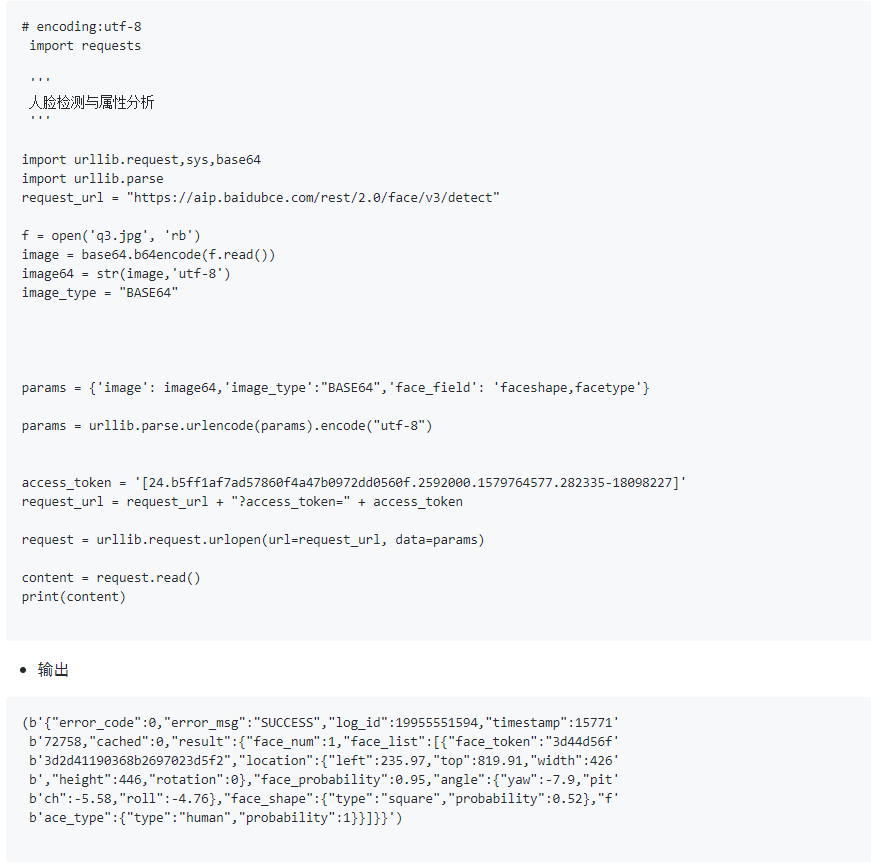 # encoding:utf-8
import requests
'''
人脸检测与属性分析
'''
import urllib.request,sys,base64
import urllib.parse
request_url = "https://aip.baidubce.com/rest/2.0/face/v3/detect"
f = open('q3.jpg', 'rb')
image = base64.b64encode(f.read())
image64 = str(image,'utf-8')
image_type = "BASE64"
params = {'image': image64,'image_type':"BASE64",'face_field': 'faceshape,facetype'}
params = urllib.parse.urlencode(params).encode("utf-8")
access_token = '[24.b5ff1af7ad57860f4a47b0972dd0560f.2592000.1579764577.282335-18098227]'
request_url = request_url + "?access_token=" + access_token
request = urllib.request.urlopen(url=request_url, data=params)
content = request.read()
print(content)
• 输出
(b'{"error_code":0,"error_msg":"SUCCESS","log_id":19955551594,"timestamp":15771'
b'72758,"cached":0,"result":{"face_num":1,"face_list":[{"face_token":"3d44d56f'
b'3d2d41190368b2697023d5f2","location":{"left":235.97,"top":819.91,"width":426'
b',"height":446,"rotation":0},"face_probability":0.95,"angle":{"yaw":-7.9,"pit'
b'ch":-5.58,"roll":-4.76},"face_shape":{"type":"square","probability":0.52},"f'
b'ace_type":{"type":"human","probability":1}}]}}')